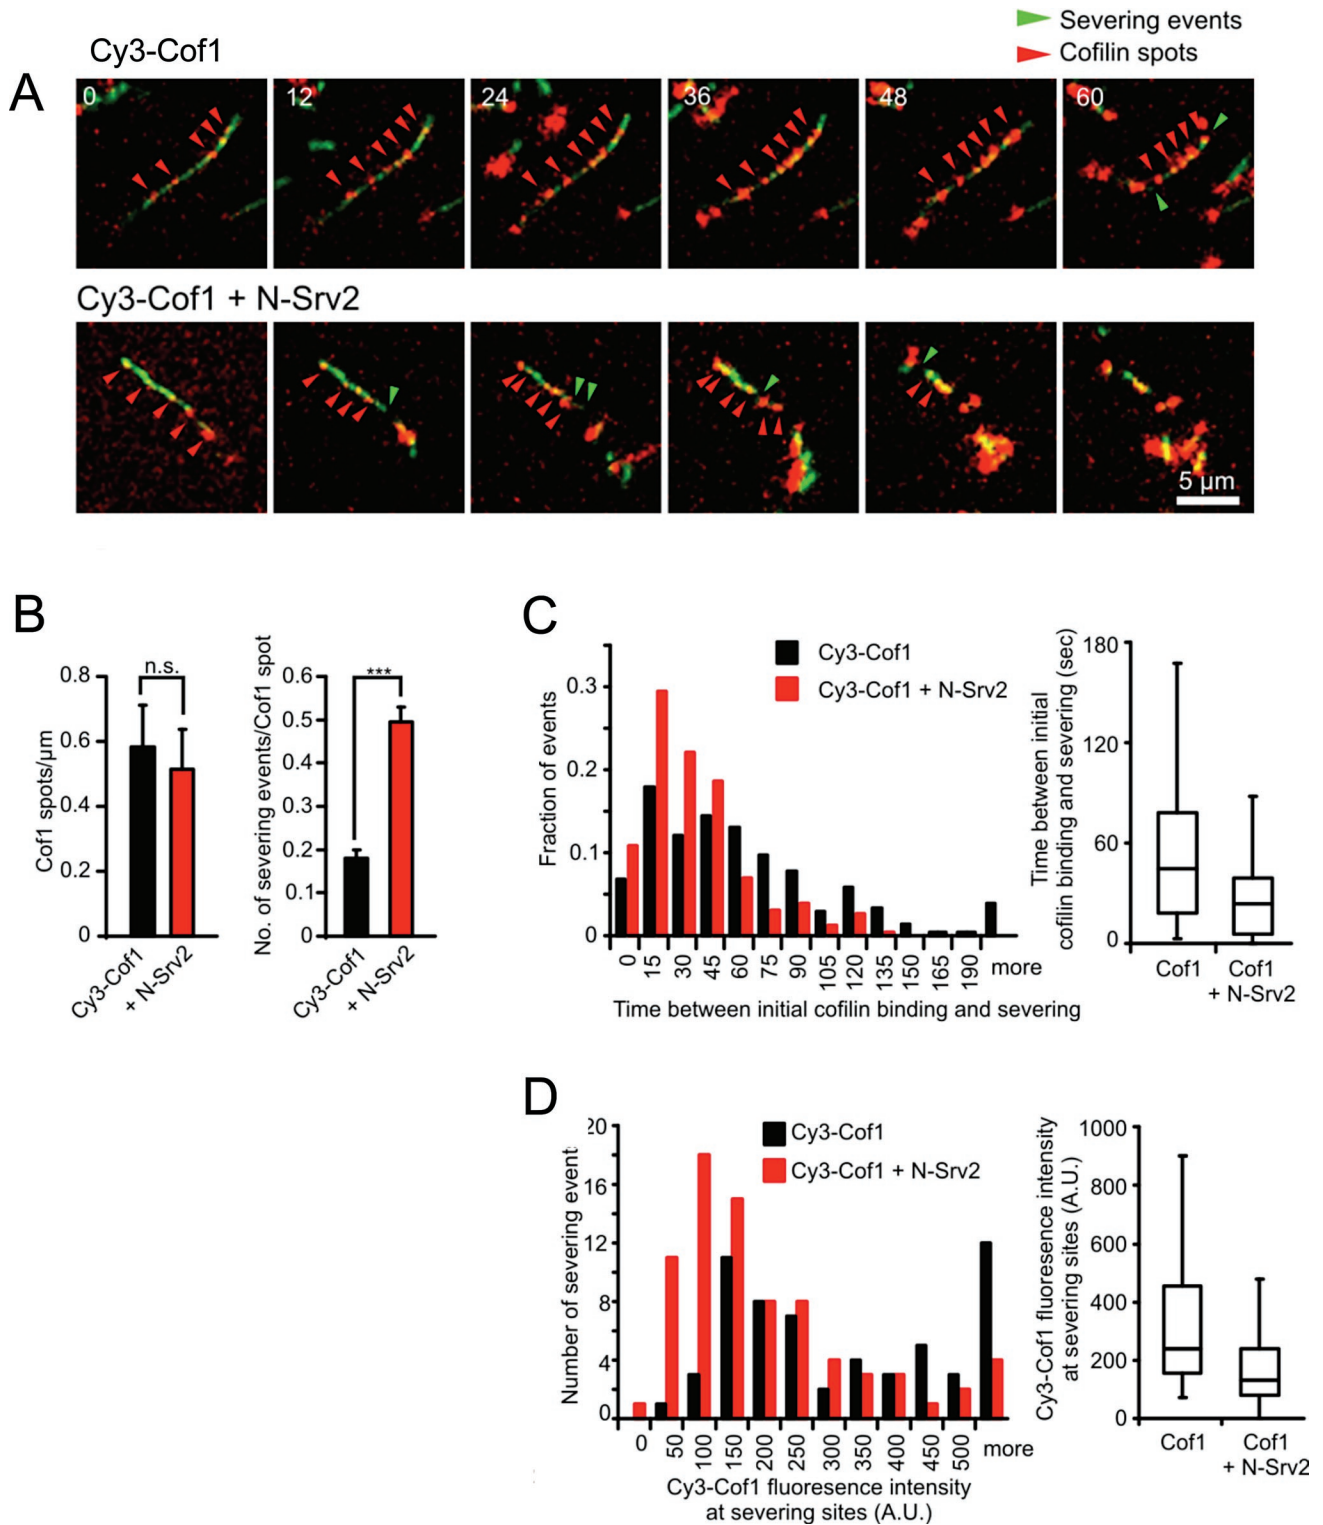 Severing events
Cofilin spots
Cy3-Cof1
A
0
12
24
36
48
60
Cy3-Cof1 + N-Srv2
5 µm
B
Cof1 spots/µm
0.8
0.6
0.4
0.2
0
n.s.
Cy3-Cof1
+ N-Srv2
No. of severing events/Cof1 spot
0.6
0.5
0.4
0.3
0.2
0.1
0
***
Cy3-Cof1
+ N-Srv2
C
Fraction of events
0.3
0.2
0.1
0
Cy3-Cof1
Cy3-Cof1 + N-Srv2
0 15 30 45 60 75 90 105 120 135 150 165 190 more
Time between initial cofilin binding and severing
Time between initial
cofilin binding and severing (sec)
180
120
60
0
Cof1
Cof1
+ N-Srv2
D
Number of severing event
20
16
12
8
4
0
Cy3-Cof1
Cy3-Cof1 + N-Srv2
0 50 100 150 200 250 300 350 400 450 500 more
Cy3-Cof1 fluoresence intensity
at severing sites (A.U.)
Cy3-Cof1 fluoresence intensity
at severing sites (A.U.)
1000
800
600
400
200
0
Cof1
Cof1
+ N-Srv2